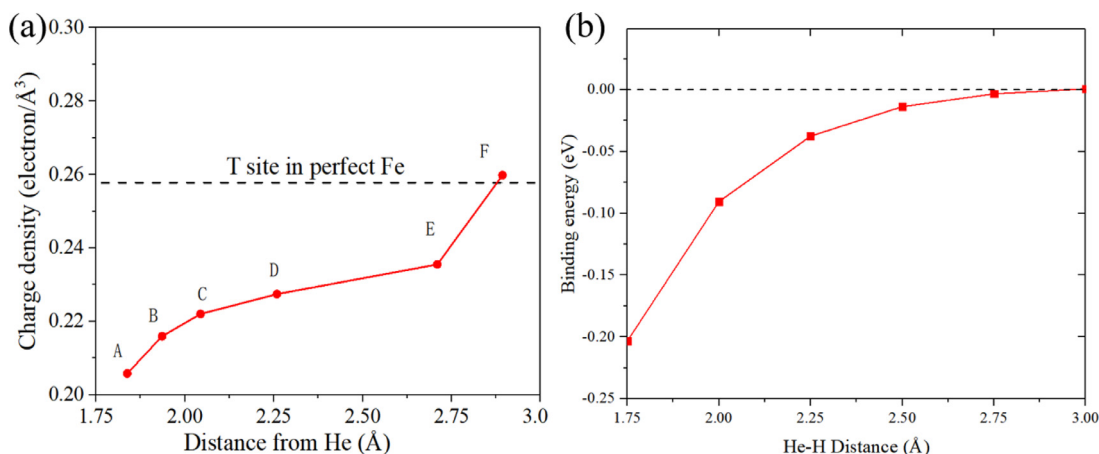 (a)
Charge density (electron/Å³)
0.30
0.28
0.26
0.24
0.22
0.20
T site in perfect Fe
A
B
C
D
E
F
1.75
2.00
2.25
2.50
2.75
3.0
Distance from He (Å)
(b)
Binding energy (eV)
0.00
-0.05
-0.10
-0.15
-0.20
-0.25
1.75
2.00
2.25
2.50
2.75
3.00
He-H Distance (Å)